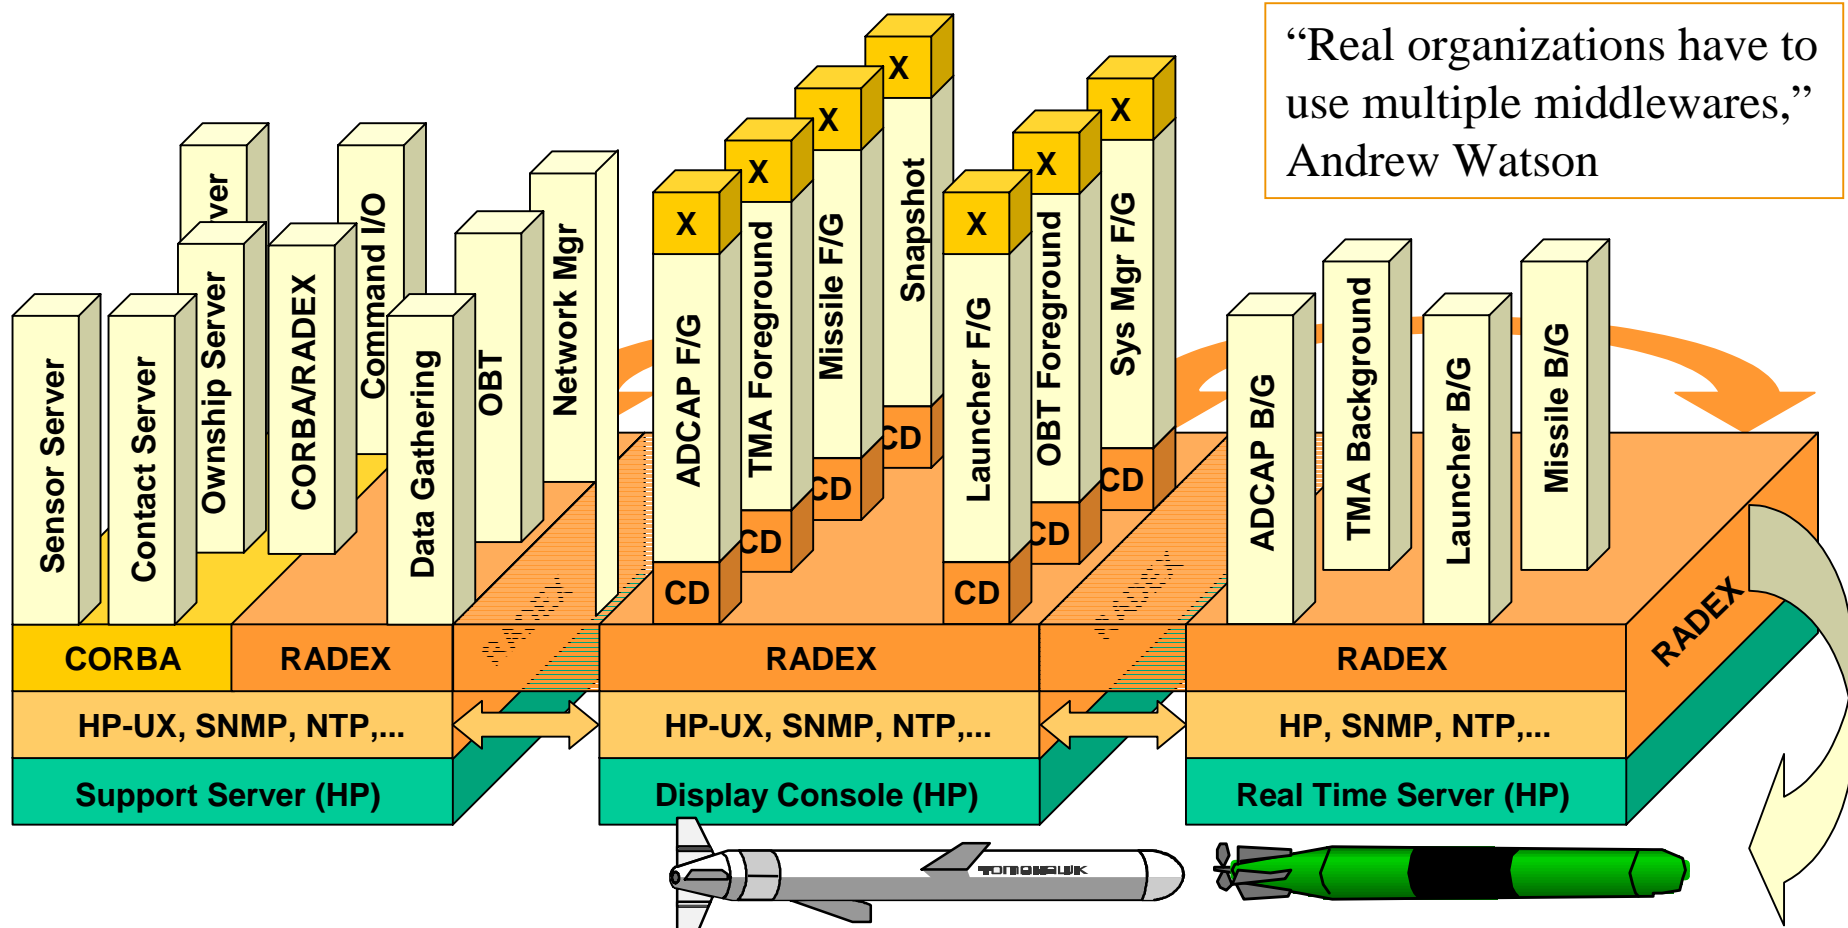 “Real organizations have to
use multiple middlewares,”
Andrew Watson
Sensor Server
Contact Server
Ownship Server
CORBA/RADEX
Command I/O
Data Gathering
OBT
Network Mgr
X
ADCAP F/G
CD
X
TMA Foreground
CD
X
Missile F/G
CD
X
Snapshot
CD
X
Launcher F/G
CD
X
OBT Foreground
CD
X
Sys Mgr F/G
CD
ADCAP B/G
TMA Background
Launcher B/G
Missile B/G
CORBA
RADEX
RADEX
RADEX
RADEX
HP-UX, SNMP, NTP,...
HP-UX, SNMP, NTP,...
HP, SNMP, NTP,...
Support Server (HP)
Display Console (HP)
Real Time Server (HP)
TOMAHAWK